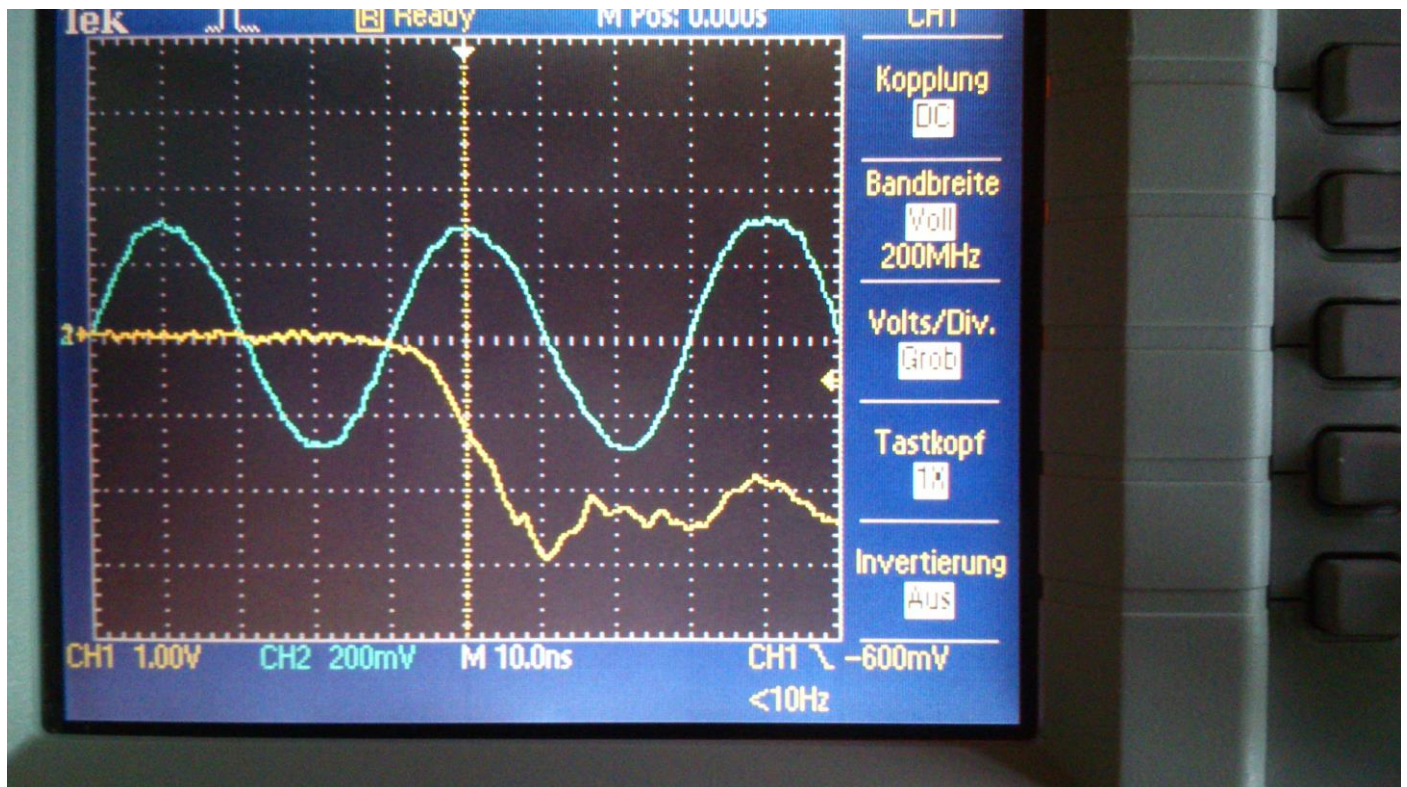 Tek R Ready M Pos: 0.000s CH1
Kopplung
DC
Bandbreite
Voll
200MHz
Volts/Div.
Grob
Tastkopf
1X
Invertierung
Aus
2
CH1 1.00V CH2 200mV M 10.0ns CH1 -600mV
<10Hz